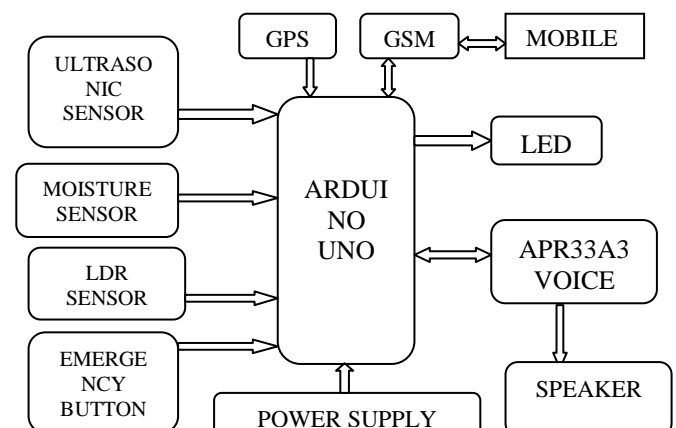 GPS
GSM
MOBILE
ULTRASO
NIC
SENSOR
LED
MOISTURE
SENSOR
ARDUI
NO
UNO
APR33A3
VOICE
LDR
SENSOR
EMERGE
NCY
BUTTON
SPEAKER
POWER SUPPLY